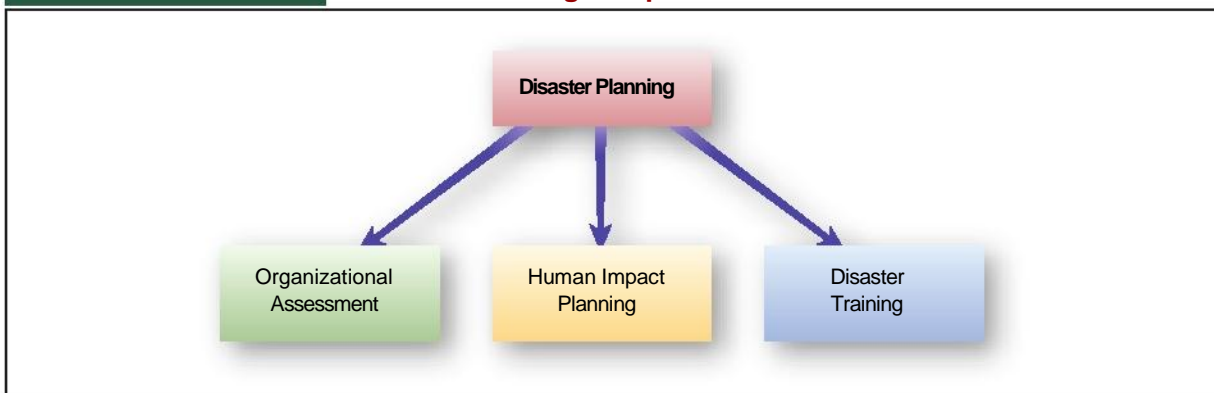 Disaster Planning
Organizational
Assessment
Human Impact
Planning
Disaster
Training